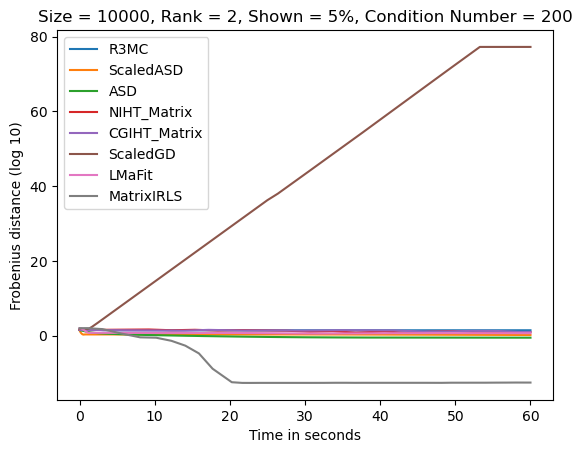 Size = 10000, Rank = 2, Shown = 5%, Condition Number = 200
80
60
40
20
0
Frobenius distance (log 10)
R3MC
ScaledASD
ASD
NIHT_Matrix
CGIHT_Matrix
ScaledGD
LMaFit
MatrixIRLS
0 10 20 30 40 50 60
Time in seconds